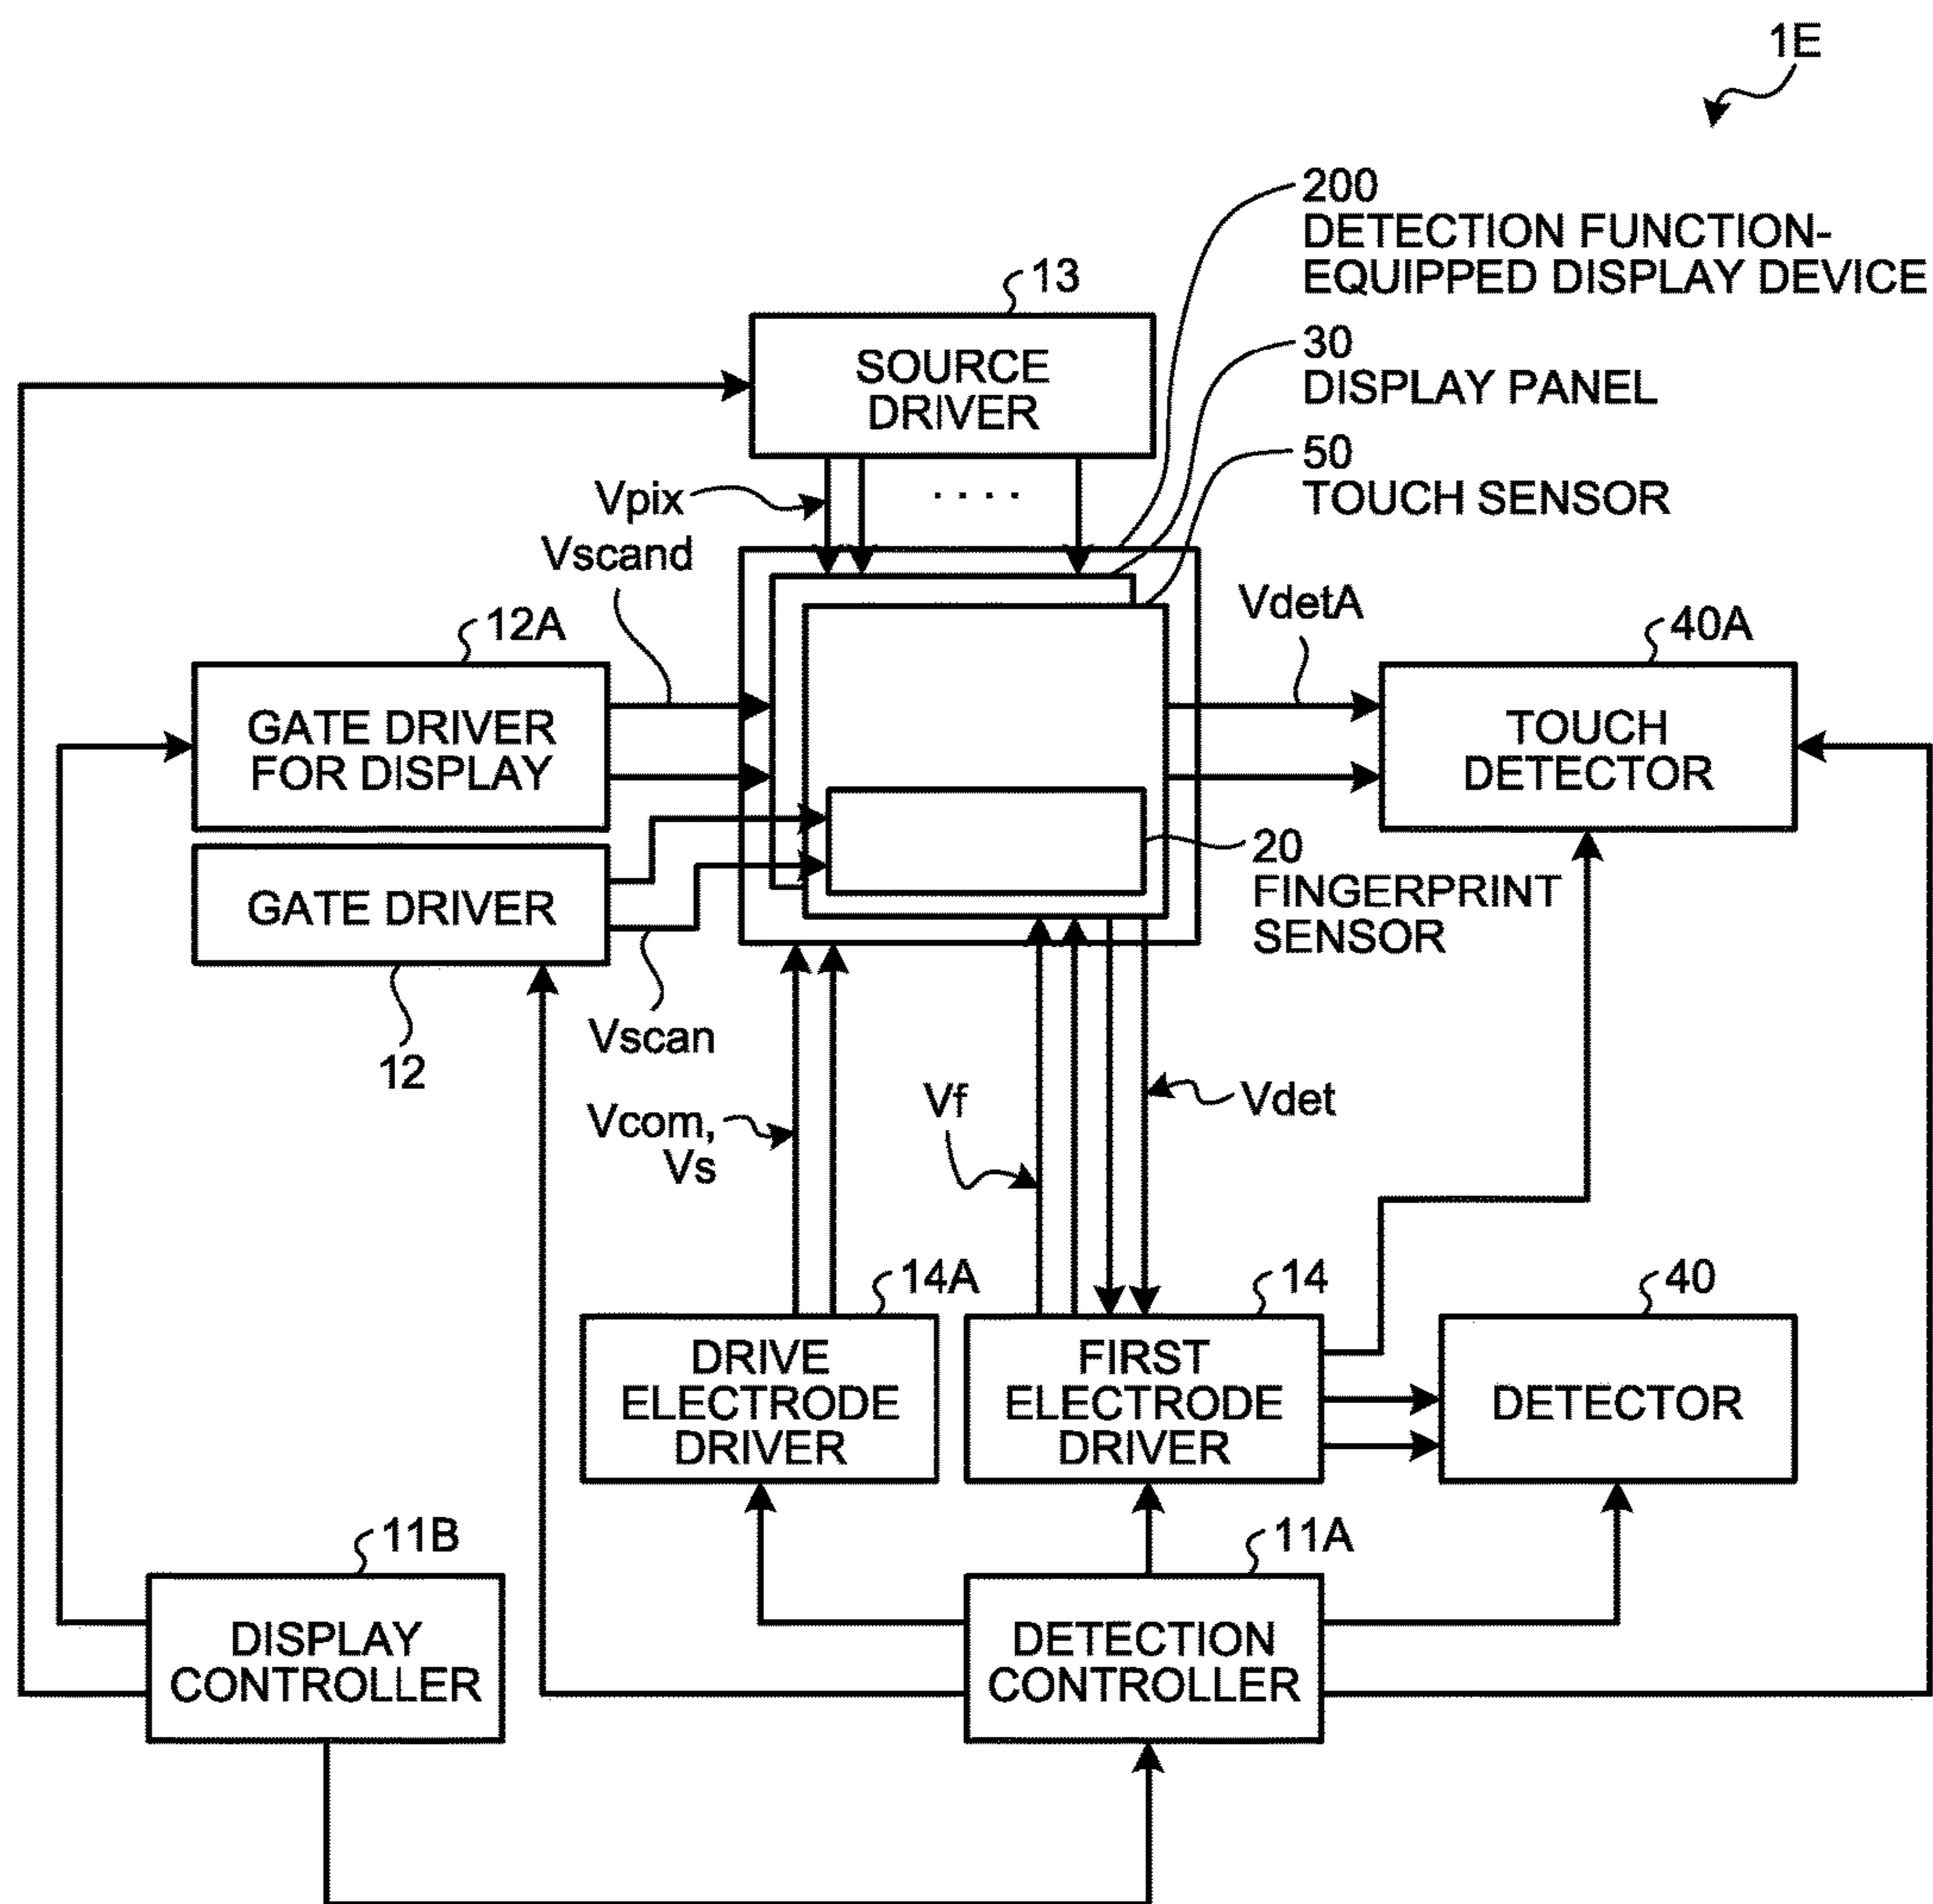 1E
200
DETECTION FUNCTION-
EQUIPPED DISPLAY DEVICE
13
SOURCE
DRIVER
30
DISPLAY PANEL
50
TOUCH SENSOR
Vpix
. . . .
Vscand
VdetA
12A
40A
GATE DRIVER
FOR DISPLAY
TOUCH
DETECTOR
GATE DRIVER
20
FINGERPRINT
SENSOR
12
Vscan
Vcom,
Vs
Vf
Vdet
14A
14
40
DRIVE
ELECTRODE
DRIVER
FIRST
ELECTRODE
DRIVER
DETECTOR
11B
11A
DISPLAY
CONTROLLER
DETECTION
CONTROLLER